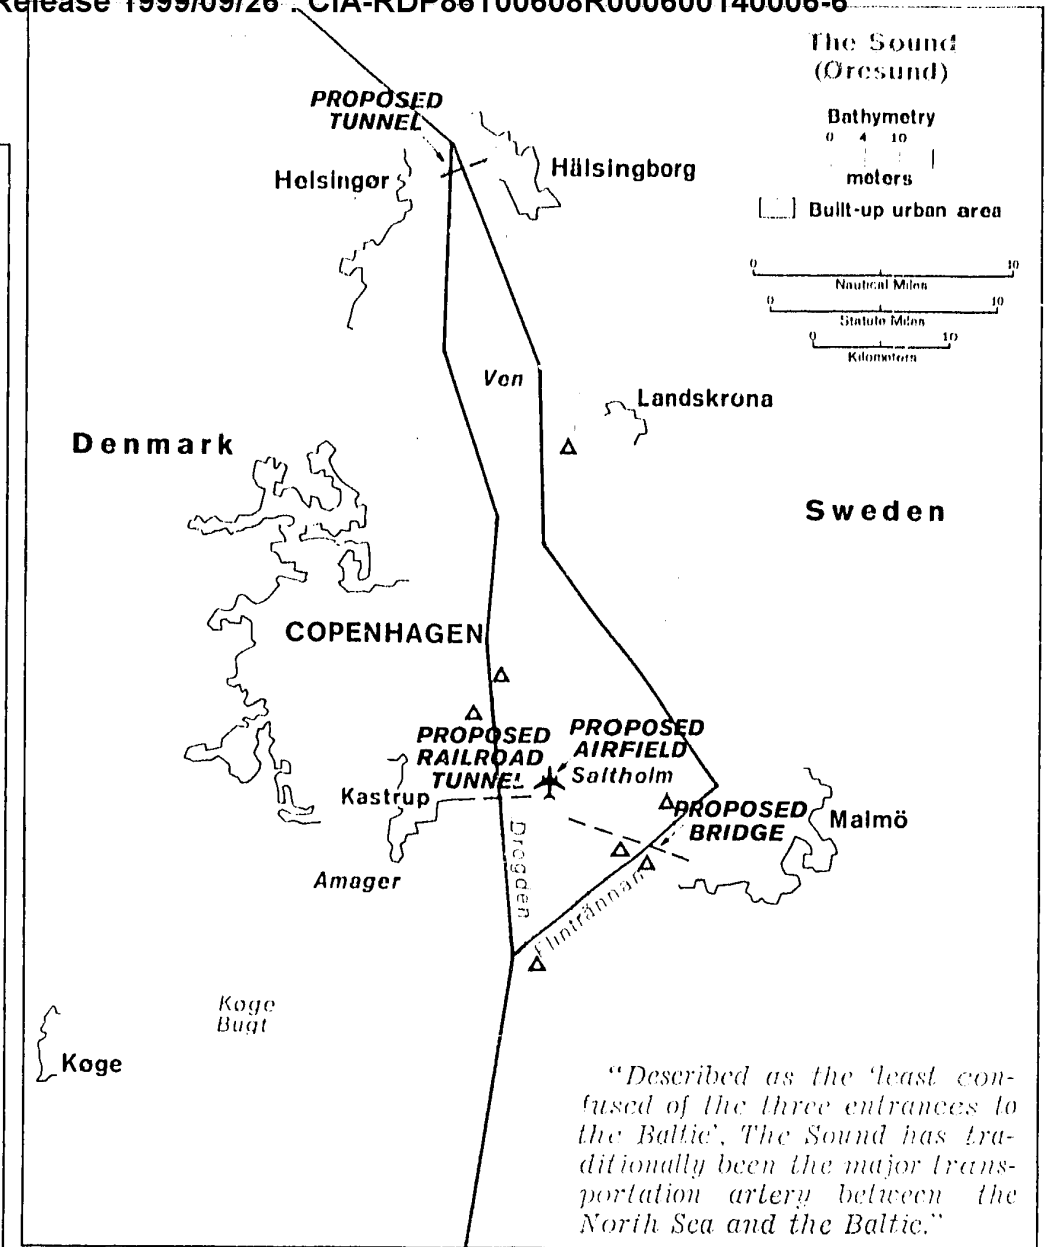 Release 1999/09/26 : CIA-RDP86T00608R000600140006-6
The Sound
(Øresund)
PROPOSED
TUNNEL
Bathymetry
0 4 10
meters
Helsingør
Hälsingborg
Built-up urban area
0 10
Nautical Miles
0 10
Statute Miles
0 10
Kilometers
Ven
Landskrona
Denmark
Sweden
COPENHAGEN
PROPOSED
RAILROAD
TUNNEL
PROPOSED
AIRFIELD
Saltholm
Kastrup
PROPOSED
BRIDGE
Malmö
Drogden
Amager
Flintrännan
Køge
Bugt
Køge
"Described as the 'least con-
fused of the three entrances to
the Baltic', The Sound has tra-
ditionally been the major trans-
portation artery between the
North Sea and the Baltic."